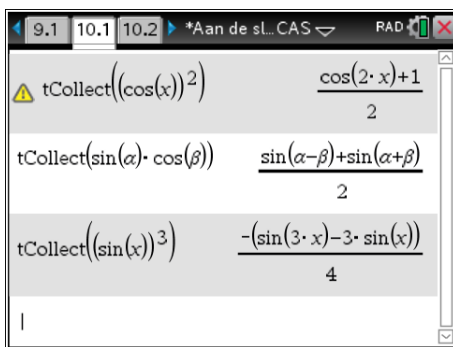 9.1 10.1 10.2 *Aan de sl...CAS RAD
tCollect((cos(x))²) (cos(2·x)+1)/2
tCollect(sin(α)·cos(β)) (sin(α−β)+sin(α+β))/2
tCollect((sin(x))³) −(sin(3·x)−3·sin(x))/4